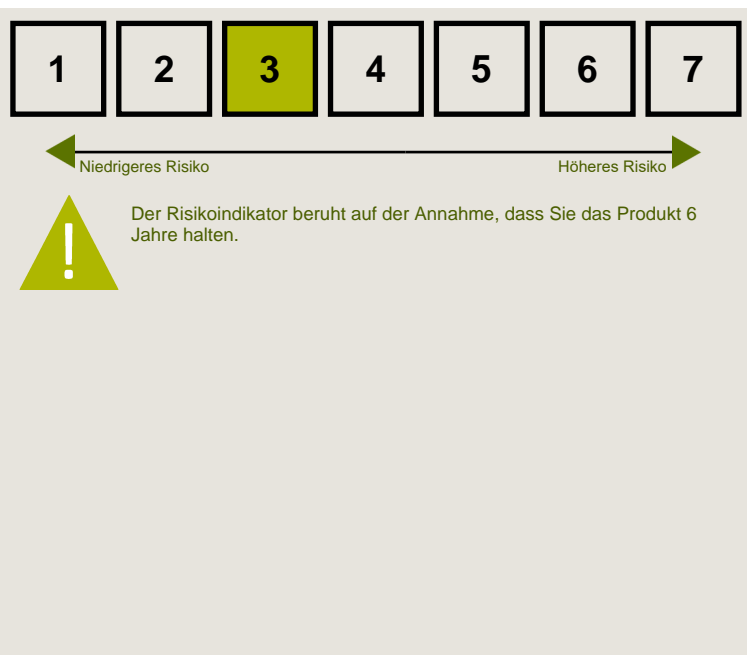 1 2 3 4 5 6 7
Niedrigeres Risiko Höheres Risiko
Der Risikoindikator beruht auf der Annahme, dass Sie das Produkt 6
Jahre halten.